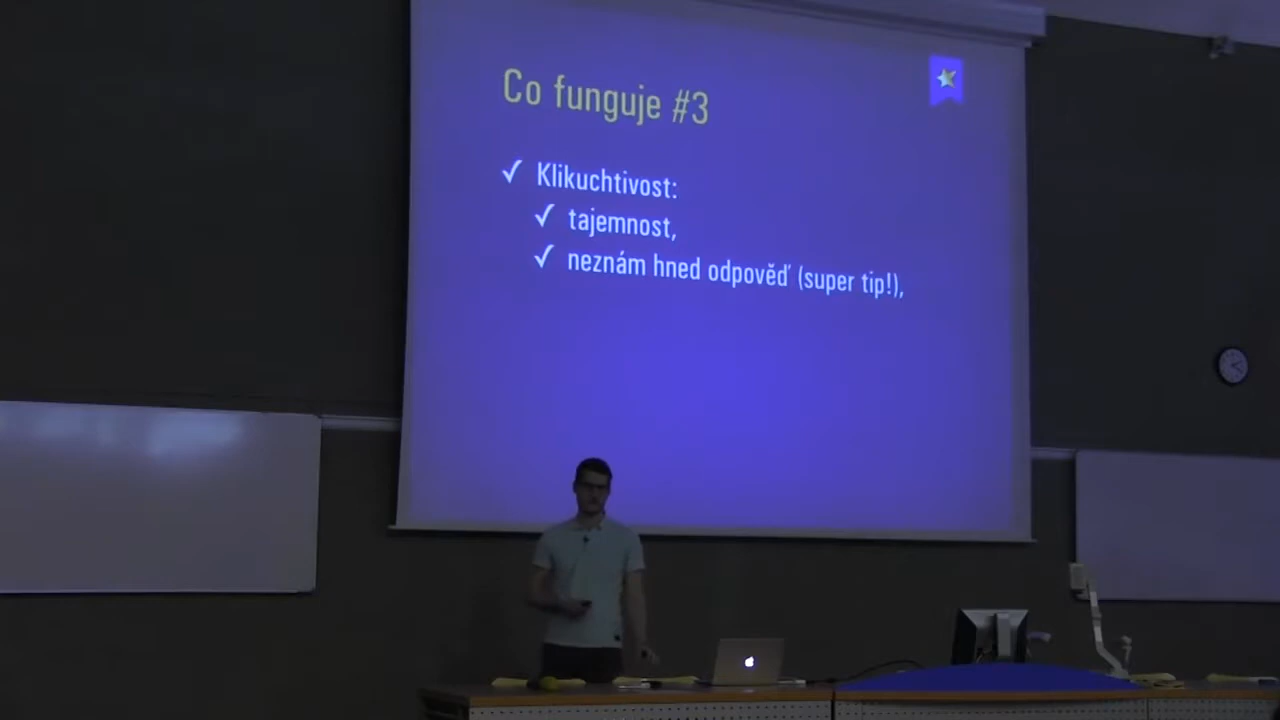 Co funguje #3
✓ Klikuchtivost:
✓ tajemnost,
✓ neznám hned odpověď (super tip!),